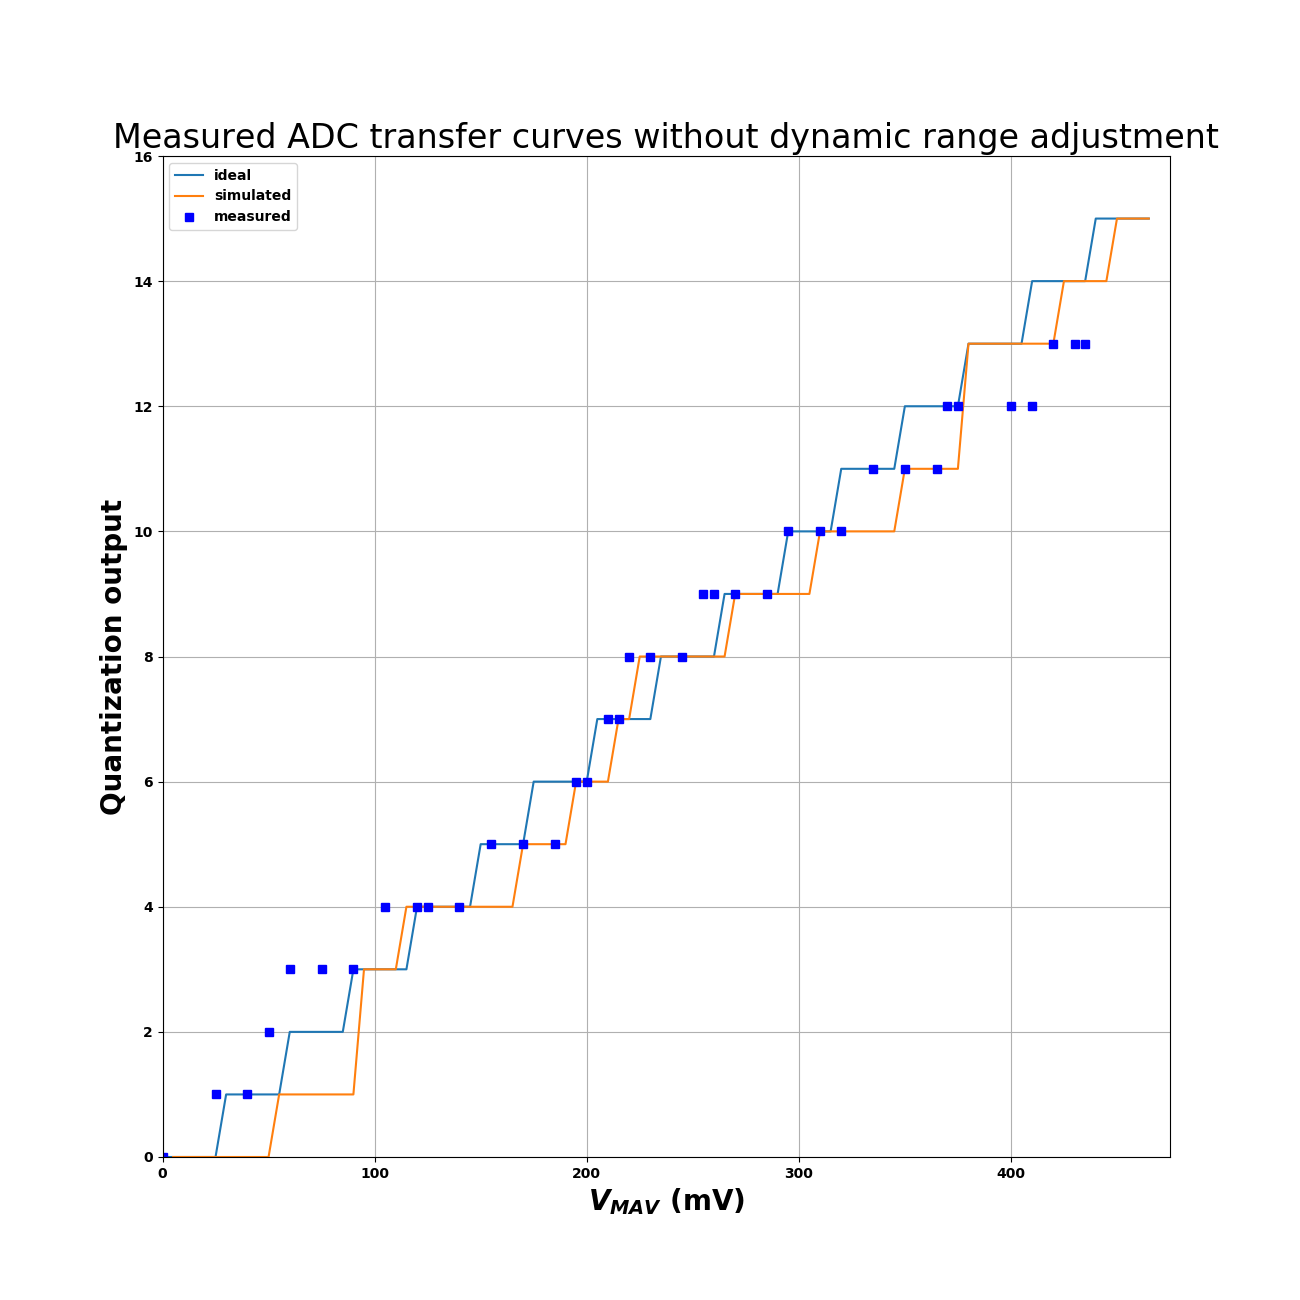 Measured ADC transfer curves without dynamic range adjustment
ideal
simulated
measured
16
14
12
10
8
6
4
2
0
Quantization output
0 100 200 300 400
V_MAV (mV)